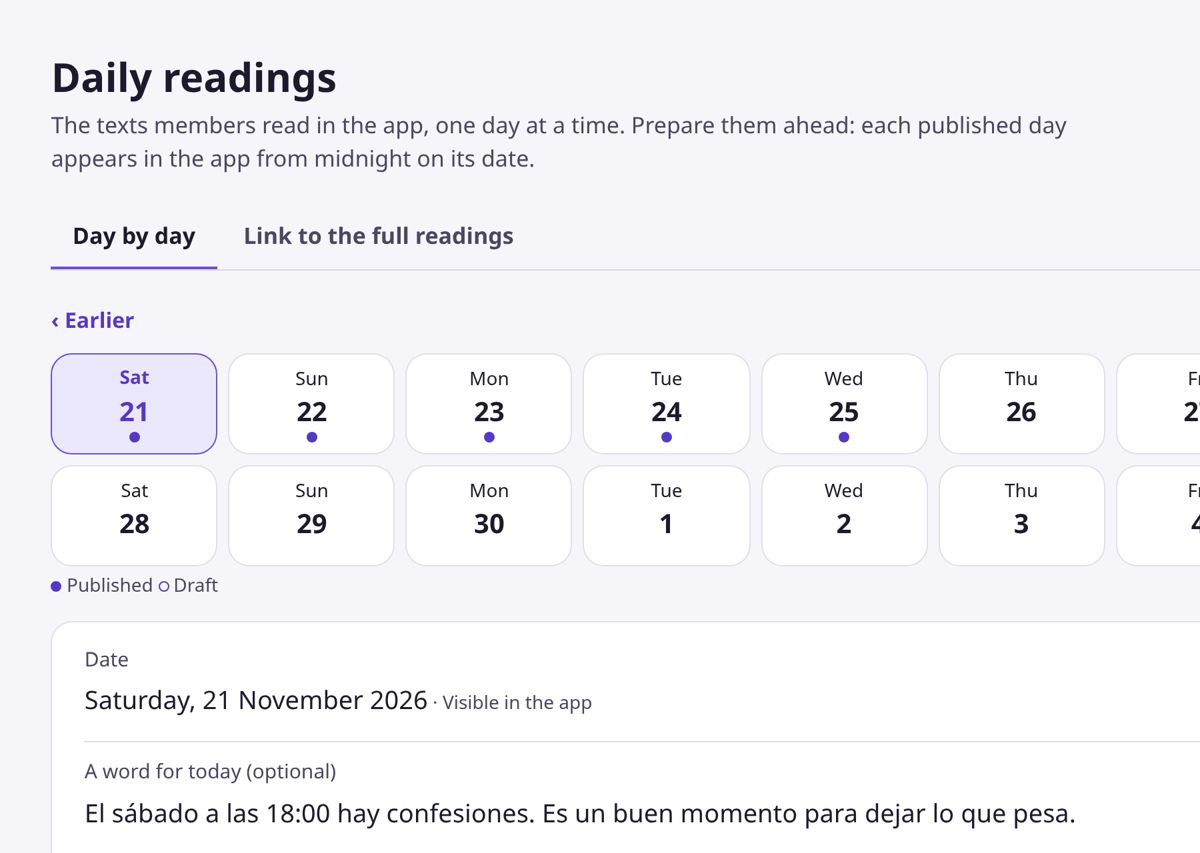 Daily readings
The texts members read in the app, one day at a time. Prepare them ahead: each published day
appears in the app from midnight on its date.
Day by day Link to the full readings
‹ Earlier
Sat Sun Mon Tue Wed Thu
21 22 23 24 25 26
Sat Sun Mon Tue Wed Thu
28 29 30 1 2 3
Published Draft
Date
Saturday, 21 November 2026 · Visible in the app
A word for today (optional)
El sábado a las 18:00 hay confesiones. Es un buen momento para dejar lo que pesa.